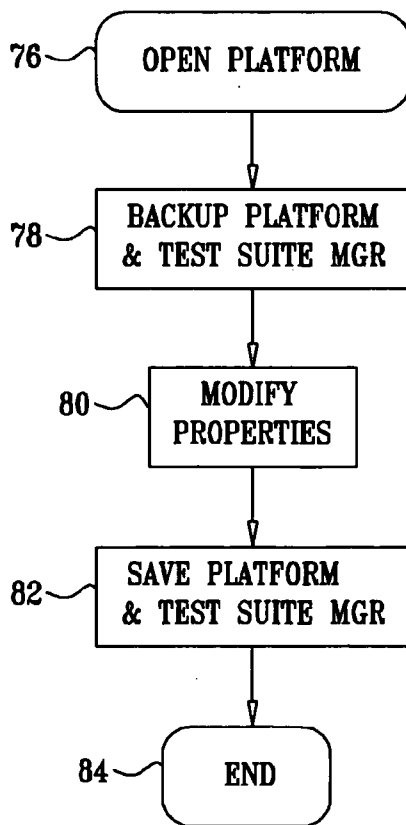 76
OPEN PLATFORM
78
BACKUP PLATFORM
& TEST SUITE MGR
80
MODIFY
PROPERTIES
82
SAVE PLATFORM
& TEST SUITE MGR
84
END